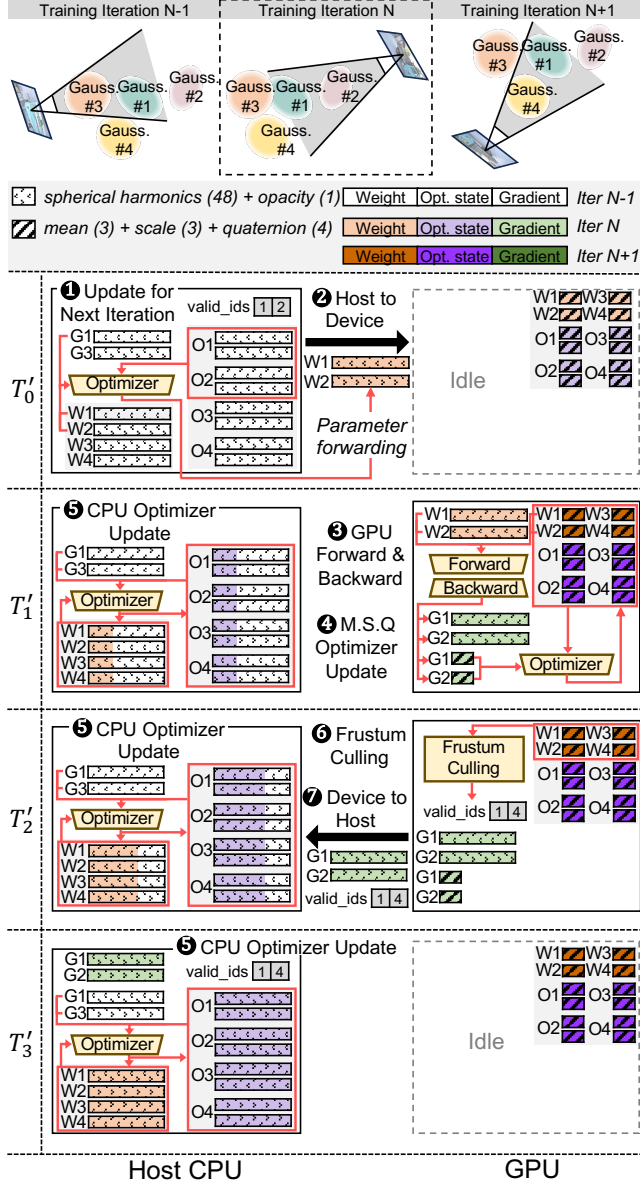 Training Iteration N-1
Training Iteration N
Training Iteration N+1
Gauss. #3
Gauss. #1
Gauss. #2
Gauss. #4
Gauss. #3
Gauss. #1
Gauss. #2
Gauss. #4
Gauss. #3
Gauss. #1
Gauss. #2
Gauss. #4
spherical harmonics (48) + opacity (1)
Weight Opt. state Gradient Iter N-1
mean (3) + scale (3) + quaternion (4)
Weight Opt. state Gradient Iter N
Weight Opt. state Gradient Iter N+1
T′0
❶ Update for
Next Iteration
valid_ids 1 2
G1
G3
Optimizer
W1
W2
W3
W4
O1
O2
O3
O4
❷ Host to
Device
W1
W2
Parameter
forwarding
Idle
W1 W3
W2 W4
O1 O3
O2 O4
T′1
❺ CPU Optimizer
Update
G1
G3
Optimizer
W1
W2
W3
W4
O1
O2
O3
O4
❸ GPU
Forward &
Backward
❹ M.S.Q
Optimizer
Update
W1
W2
Forward
Backward
G1
G2
G1
G2
Optimizer
W1 W3
W2 W4
O1 O3
O2 O4
T′2
❺ CPU Optimizer
Update
G1
G3
Optimizer
W1
W2
W3
W4
O1
O2
O3
O4
❻ Frustum
Culling
❼ Device to
Host
G1
G2
valid_ids 1 4
Frustum
Culling
valid_ids 1 4
G1
G2
G1
G2
W1 W3
W2 W4
O1 O3
O2 O4
T′3
❺ CPU Optimizer Update
valid_ids 1 4
G1
G2
G1
G3
Optimizer
W1
W2
W3
W4
O1
O2
O3
O4
Idle
W1 W3
W2 W4
O1 O3
O2 O4
Host CPU
GPU